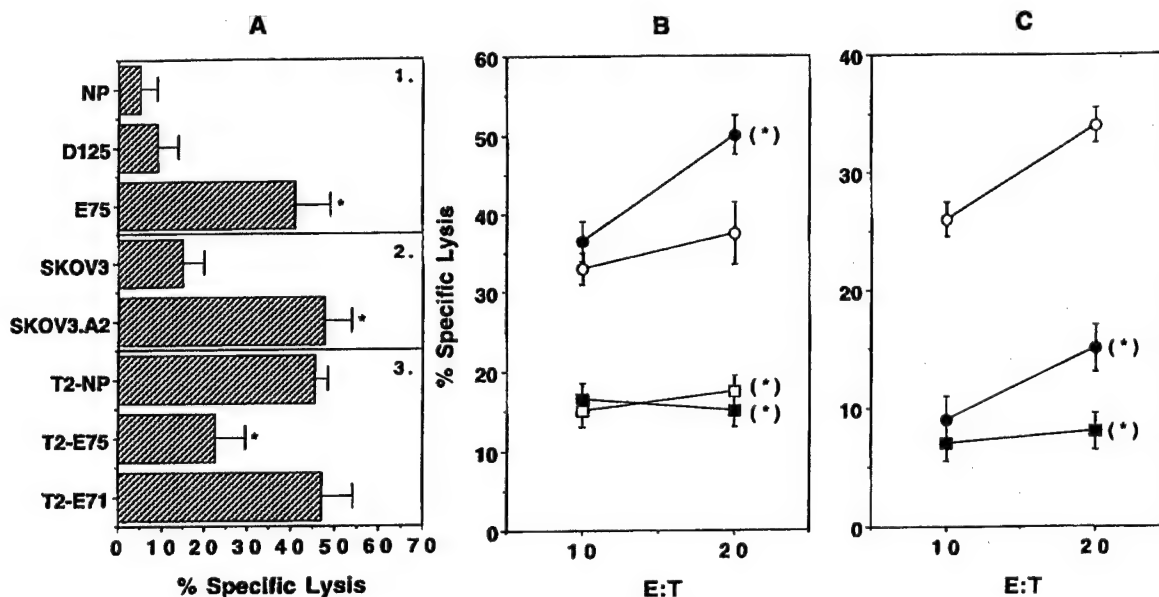 A
NP
D125
E75
SKOV3
SKOV3.A2
T2-NP
T2-E75
T2-E71
1.
*
2.
*
3.
*
0 10 20 30 40 50 60 70
% Specific Lysis
B
% Specific Lysis
60
50
40
30
20
10
0
(*)
(*)
(*)
10 20
E:T
C
40
30
20
10
0
(*)
(*)
10 20
E:T